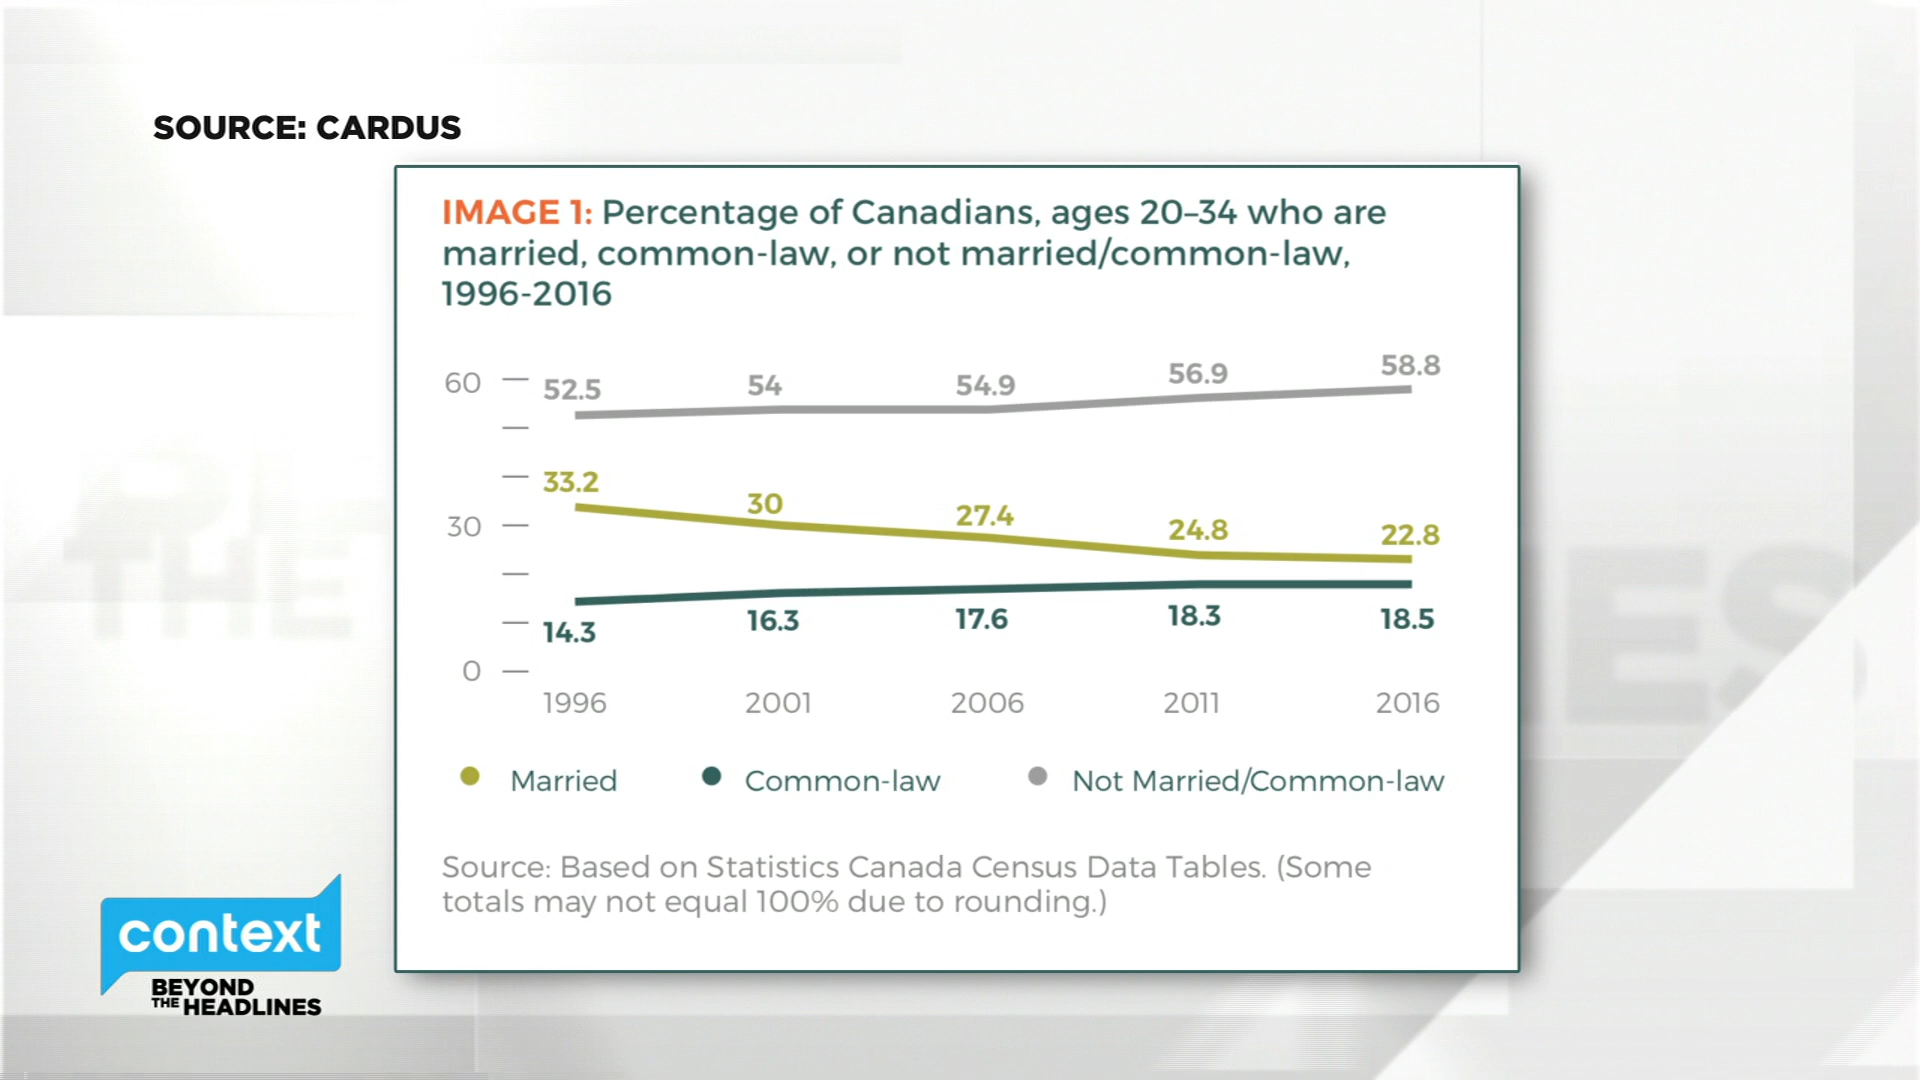 SOURCE: CARDUS
IMAGE 1: Percentage of Canadians, ages 20–34 who are
married, common-law, or not married/common-law,
1996-2016
60
52.5
54
54.9
56.9
58.8
33.2
30
27.4
24.8
22.8
30
14.3
16.3
17.6
18.3
18.5
0
1996
2001
2006
2011
2016
Married
Common-law
Not Married/Common-law
Source: Based on Statistics Canada Census Data Tables. (Some
totals may not equal 100% due to rounding.)
context
BEYOND
THE HEADLINES
THE